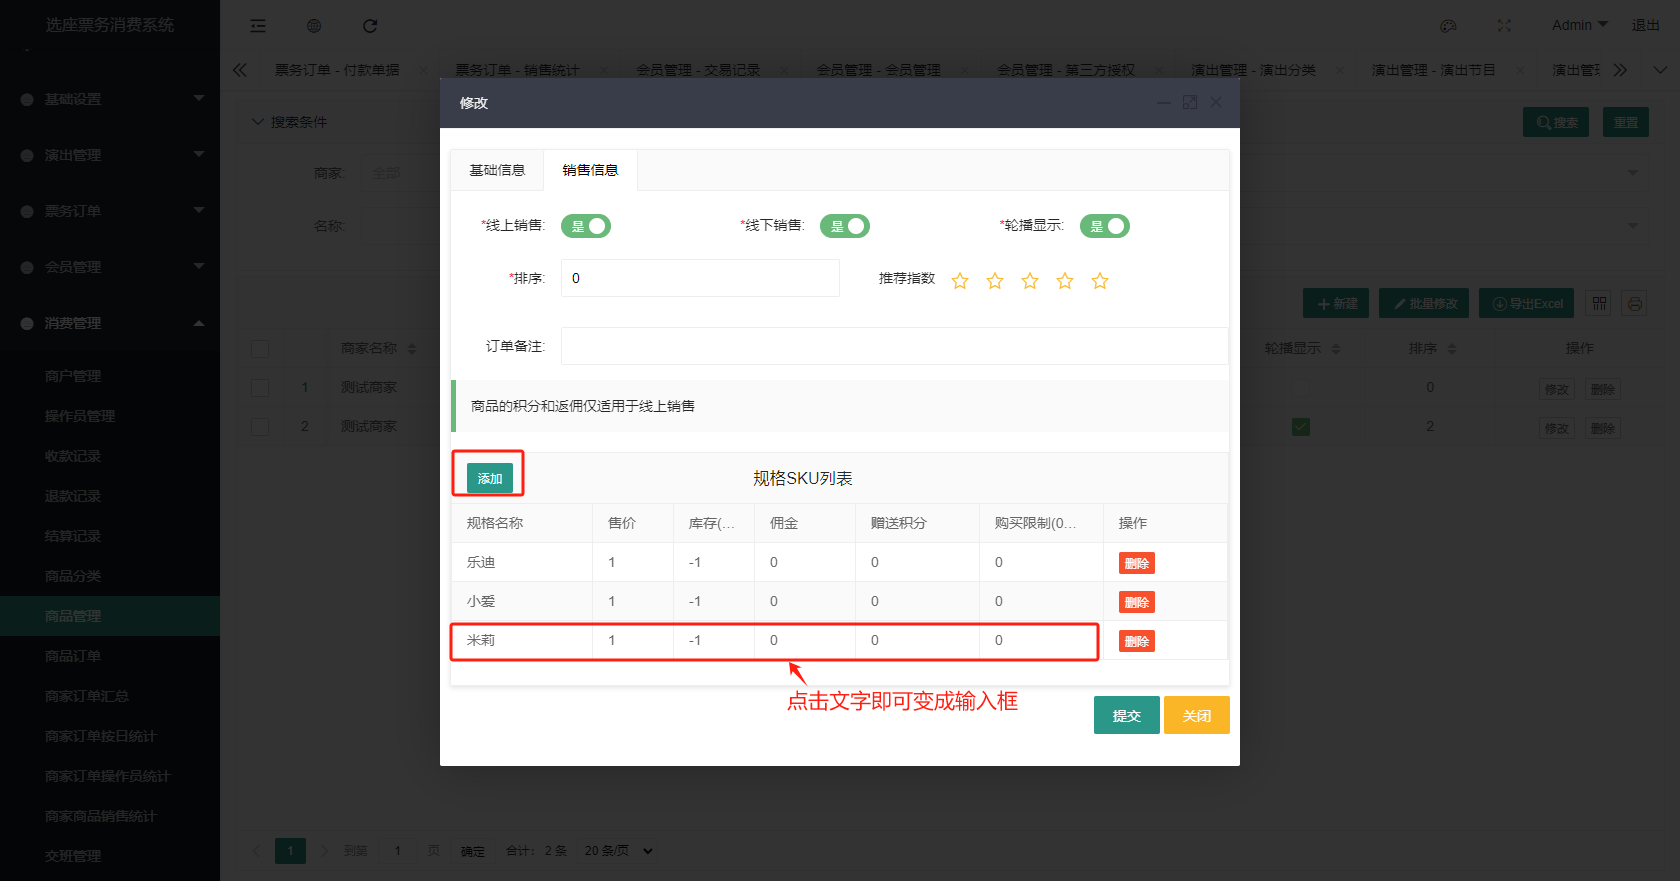 选座票务消费系统
Admin
退出
票务订单 - 付款单据
票务订单 - 销售统计
会员管理 - 交易记录
会员管理 - 会员管理
会员管理 - 第三方授权
演出管理 - 演出分类
演出管理 - 演出节目
演出管
基础设置
演出管理
票务订单
会员管理
消费管理
商户管理
操作员管理
收款记录
退款记录
结算记录
商品分类
商品管理
商品订单
商家订单汇总
商家订单按日统计
商家订单操作员统计
商家商品销售统计
交班管理
搜索条件
搜索
重置
商家:
全部
名称:
新建
批量修改
导出Excel
商家名称
轮播显示
排序
操作
1
测试商家
0
修改
删除
2
测试商家
2
修改
删除
修改
基础信息
销售信息
*线上销售:
是
*线下销售:
是
*轮播显示:
是
*排序:
0
推荐指数
订单备注:
商品的积分和返佣仅适用于线上销售
添加
规格SKU列表
规格名称 售价 库存(... 佣金 赠送积分 购买限制(0... 操作
乐迪 1 -1 0 0 0 删除
小爱 1 -1 0 0 0 删除
米莉 1 -1 0 0 0 删除
点击文字即可变成输入框
提交
关闭
1
到第
1
页
确定
合计: 2 条
20 条/页